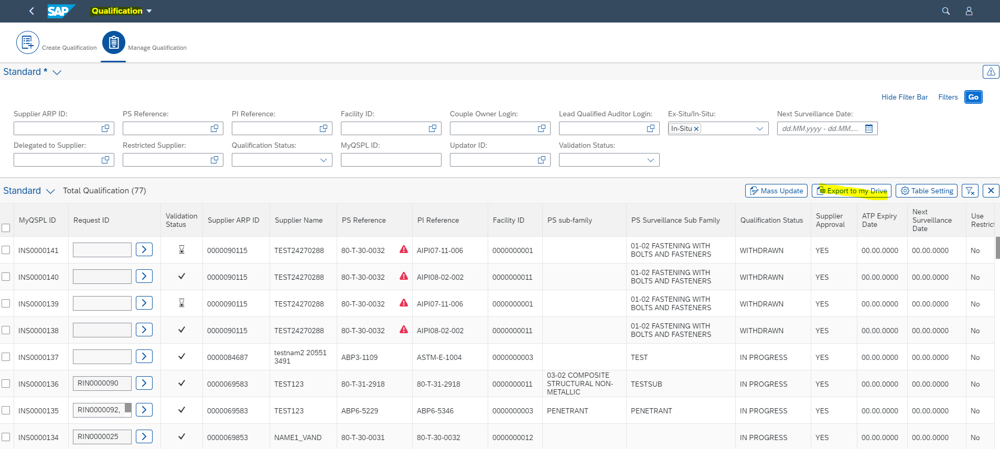 SAP Qualification
Create Qualification
Manage Qualification
Standard *
Hide Filter Bar Filters Go
Supplier ARP ID: PS Reference: PI Reference: Facility ID: Couple Owner Login: Lead Qualified Auditor Login: Ex-Situ/In-Situ: Next Surveillance Date:
In-Situ dd.MM.yyyy - dd.MM....
Delegated to Supplier: Restricted Supplier: Qualification Status: MyQSPL ID: Updator ID: Validation Status:
Standard Total Qualification (77) Mass Update Export to my Drive Table Setting
MyQSPL ID Request ID Validation Status Supplier ARP ID Supplier Name PS Reference PI Reference Facility ID PS sub-family PS Surveillance Sub Family Qualification Status Supplier Approval ATP Expiry Date Next Surveillance Date Use Restrict
INS0000141 0000090115 TEST24270288 80-T-30-0032 AIPI07-11-006 0000000001 01-02 FASTENING WITH BOLTS AND FASTENERS WITHDRAWN YES 00.00.0000 00.00.0000 No
INS0000140 0000090115 TEST24270288 80-T-30-0032 AIPI08-02-002 0000000011 01-02 FASTENING WITH BOLTS AND FASTENERS WITHDRAWN YES 00.00.0000 00.00.0000 No
INS0000139 0000090115 TEST24270288 80-T-30-0032 AIPI07-11-006 0000000001 01-02 FASTENING WITH BOLTS AND FASTENERS WITHDRAWN YES 00.00.0000 00.00.0000 No
INS0000138 0000090115 TEST24270288 80-T-30-0032 AIPI08-02-002 0000000011 01-02 FASTENING WITH BOLTS AND FASTENERS WITHDRAWN YES 00.00.0000 00.00.0000 No
INS0000137 0000084687 testnam2 20551 3491 ABP3-1109 ASTM-E-1004 0000000003 TEST IN PROGRESS YES 00.00.0000 00.00.0000 No
INS0000136 RIN0000090 0000069583 TEST123 80-T-31-2918 80-T-31-2918 0000000011 03-02 COMPOSITE STRUCTURAL NON-METALLIC TESTSUB IN PROGRESS YES 00.00.0000 00.00.0000 No
INS0000135 RIN0000092, 0000069583 TEST123 ABP6-5229 ABP6-5346 0000000003 PENETRANT PENETRANT IN PROGRESS YES 00.00.0000 00.00.0000 No
INS0000134 RIN0000025 0000069853 NAME1_VAND 80-T-30-0031 80-T-30-0032 0000000012 IN PROGRESS YES 00.00.0000 00.00.0000 No